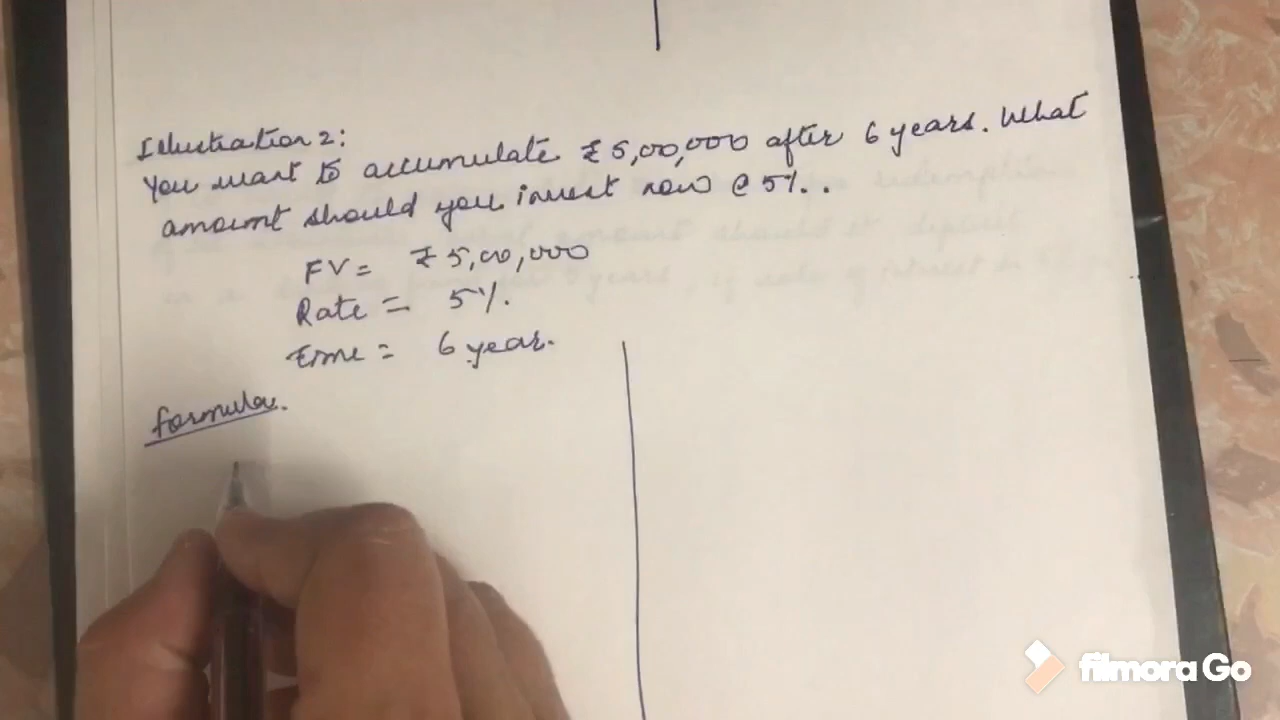 Illustration 2:
You want to accumulate ₹5,00,000 after 6 years. What
amount should you invest now @ 5%.
FV = ₹5,00,000
Rate = 5%.
time = 6 year.
formula.
filmora Go